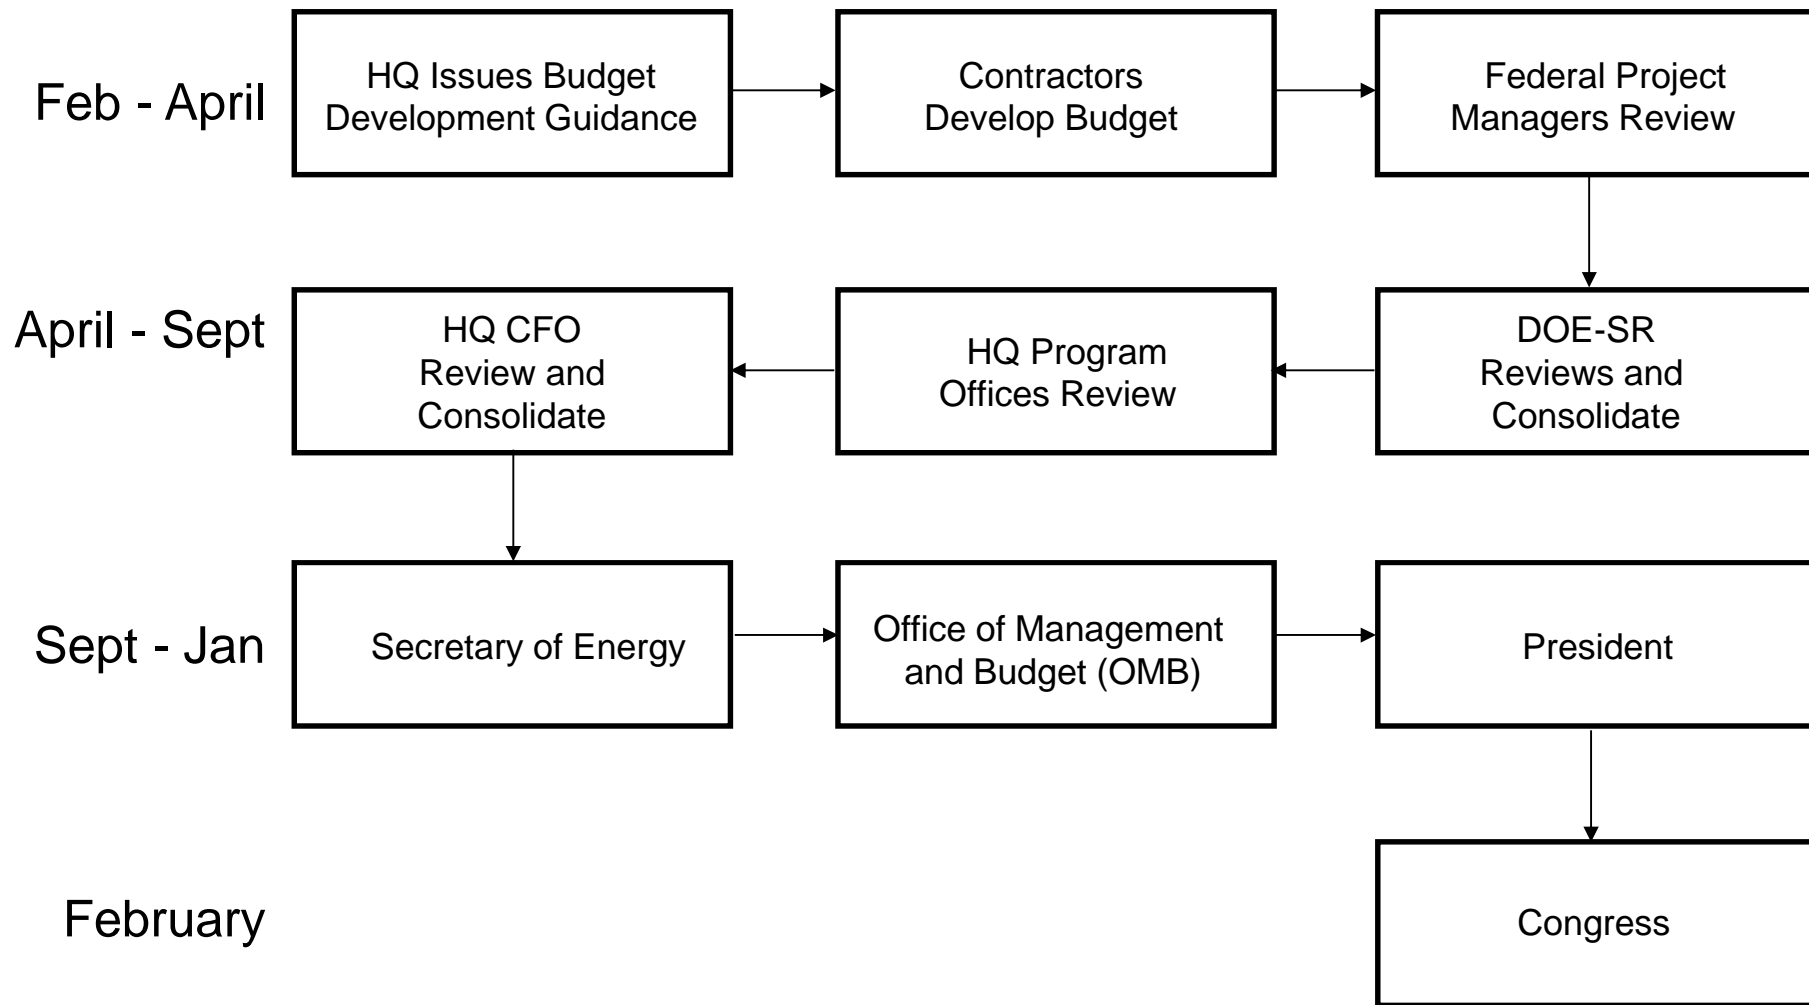 Feb - April
HQ Issues Budget
Development Guidance
Contractors
Develop Budget
Federal Project
Managers Review
April - Sept
HQ CFO
Review and
Consolidate
HQ Program
Offices Review
DOE-SR
Reviews and
Consolidate
Sept - Jan
Secretary of Energy
Office of Management
and Budget (OMB)
President
February
Congress